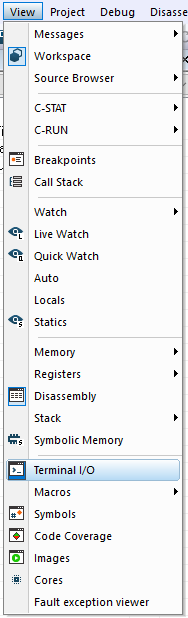 View Project Debug Disasse
Messages
Workspace
Source Browser
C-STAT
C-RUN
Breakpoints
Call Stack
Watch
Live Watch
Quick Watch
Auto
Locals
Statics
Memory
Registers
Disassembly
Stack
Symbolic Memory
Terminal I/O
Macros
Symbols
Code Coverage
Images
Cores
Fault exception viewer